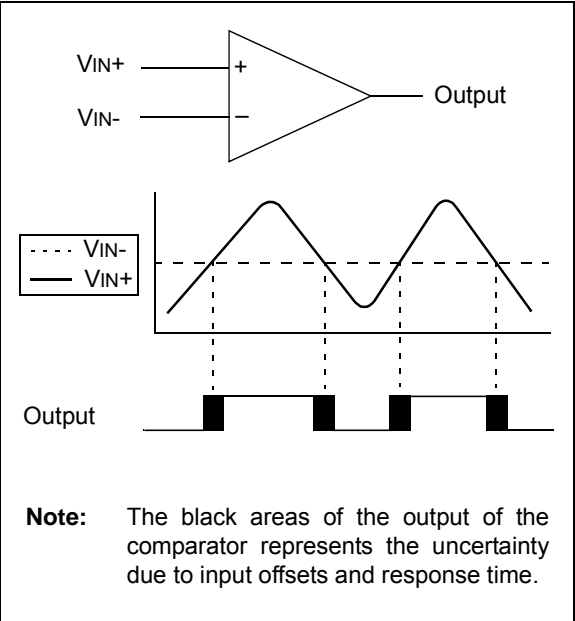 VIN+
+
Output
VIN-
–
VIN-
VIN+
Output
Note: The black areas of the output of the
comparator represents the uncertainty
due to input offsets and response time.